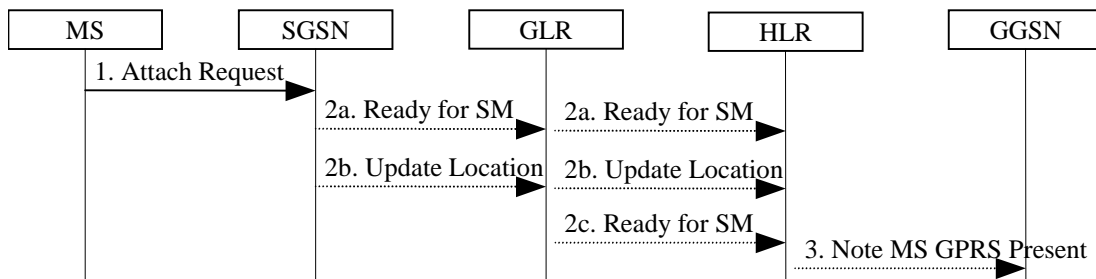 MS SGSN GLR HLR GGSN
1. Attach Request
2a. Ready for SM 2a. Ready for SM
2b. Update Location 2b. Update Location
2c. Ready for SM
3. Note MS GPRS Present